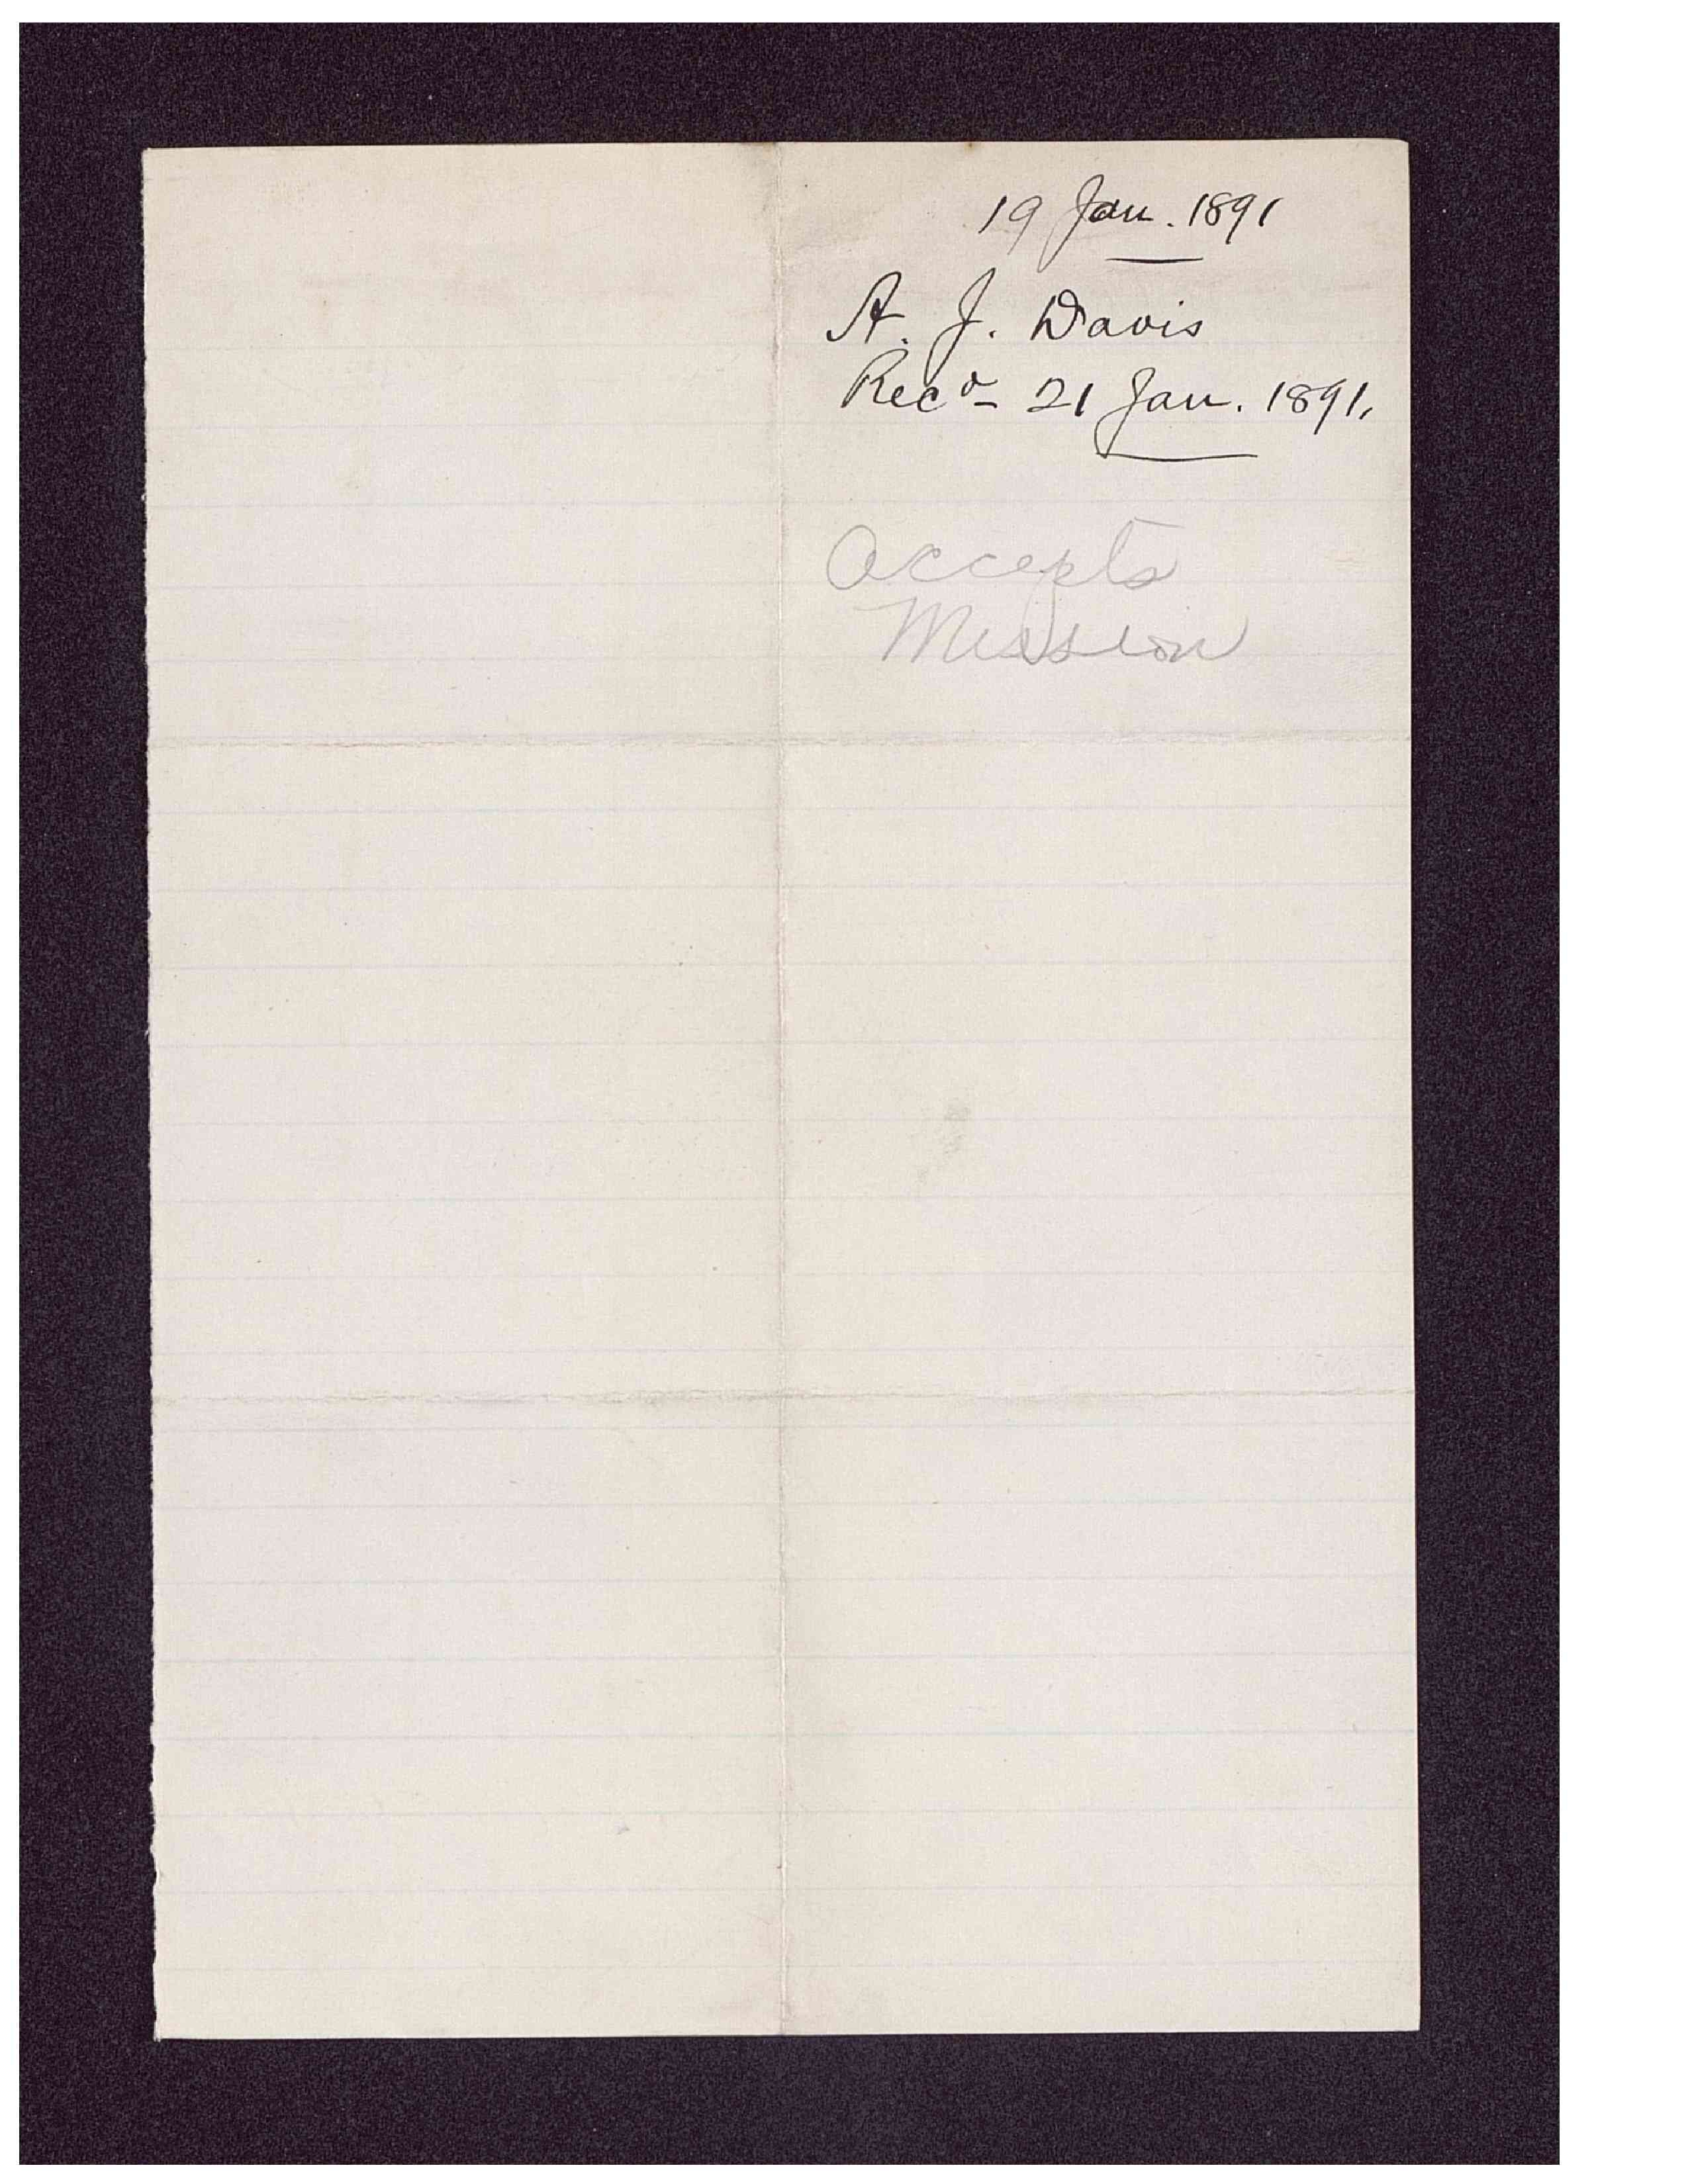 19 Jan. 1891
A. J. Davis
Recd- 21 Jan. 1891.
Accepts
Mission